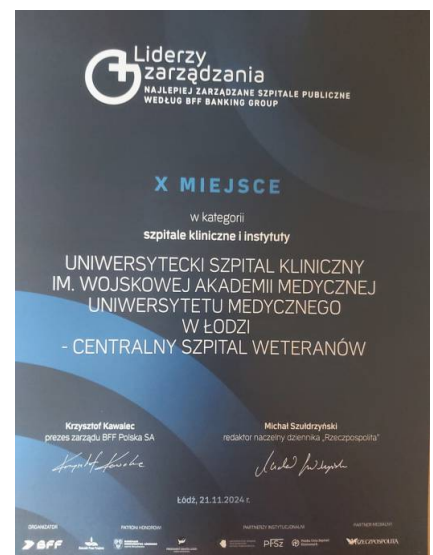 Liderzy
zarządzania
NAJLEPIEJ ZARZĄDZANE SZPITALE PUBLICZNE
WEDŁUG BFF BANKING GROUP
X MIEJSCE
w kategorii
szpitale kliniczne i instytuty
UNIWERSYTECKI SZPITAL KLINICZNY
IM. WOJSKOWEJ AKADEMII MEDYCZNEJ
UNIWERSYTETU MEDYCZNEGO
W ŁODZI
- CENTRALNY SZPITAL WETERANÓW
Krzysztof Kawalec
prezes zarządu BFF Polska SA
Michał Szułdrzyński
redaktor naczelny dziennika „Rzeczpospolita"
Łódź, 21.11.2024 r.
ORGANIZATOR
PATRONI HONOROWI
PARTNERZY INSTYTUCJONALNI
PARTNER MEDIALNY
BFF
PFSz
RZECZPOSPOLITA